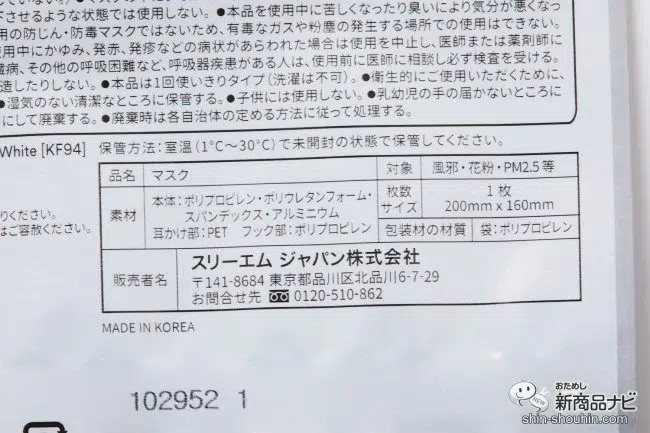 下させるような状態では使用しない。●本品を使用中に苦しくなったり臭いにより気分が悪くなっ
用の防じん・防毒マスクではないため、有毒なガスや粉塵の発生する場所での使用はできない。
使用中にかゆみ、発赤、発疹などの病状があらわれた場合は使用を中止し、医師または薬剤師に
臓病、その他の呼吸困難など、呼吸器疾患がある人は、使用前に医師に相談し必ず検査を受ける。
造したりしない。●本品は1回使いきりタイプ(洗濯は不可)。●衛生的にご使用いただくために、
●湿気のない清潔なところに保管する。●子供には使用しない。●乳幼児の手の届かないところに
にして廃棄する。●廃棄時は各自治体の定める方法に従って処理する。
White [KF94] 保管方法:室温(1°C~30°C)で未開封の状態で保管してください。
品名 マスク 対象 風邪・花粉・PM2.5等
りください。
はご容赦ください。
素材 本体:ポリプロピレン・ポリウレタンフォーム・
スパンデックス・アルミニウム
耳かけ部:PET フック部:ポリプロピレン
枚数 1枚
サイズ 200mm x 160mm
包装材の材質 袋:ポリプロピレン
販売者名 スリーエム ジャパン株式会社
〒141-8684 東京都品川区北品川6-7-29
お問合せ先 0120-510-862
MADE IN KOREA
102952 1
おためし
新商品ナビ
shin-shouhin.com